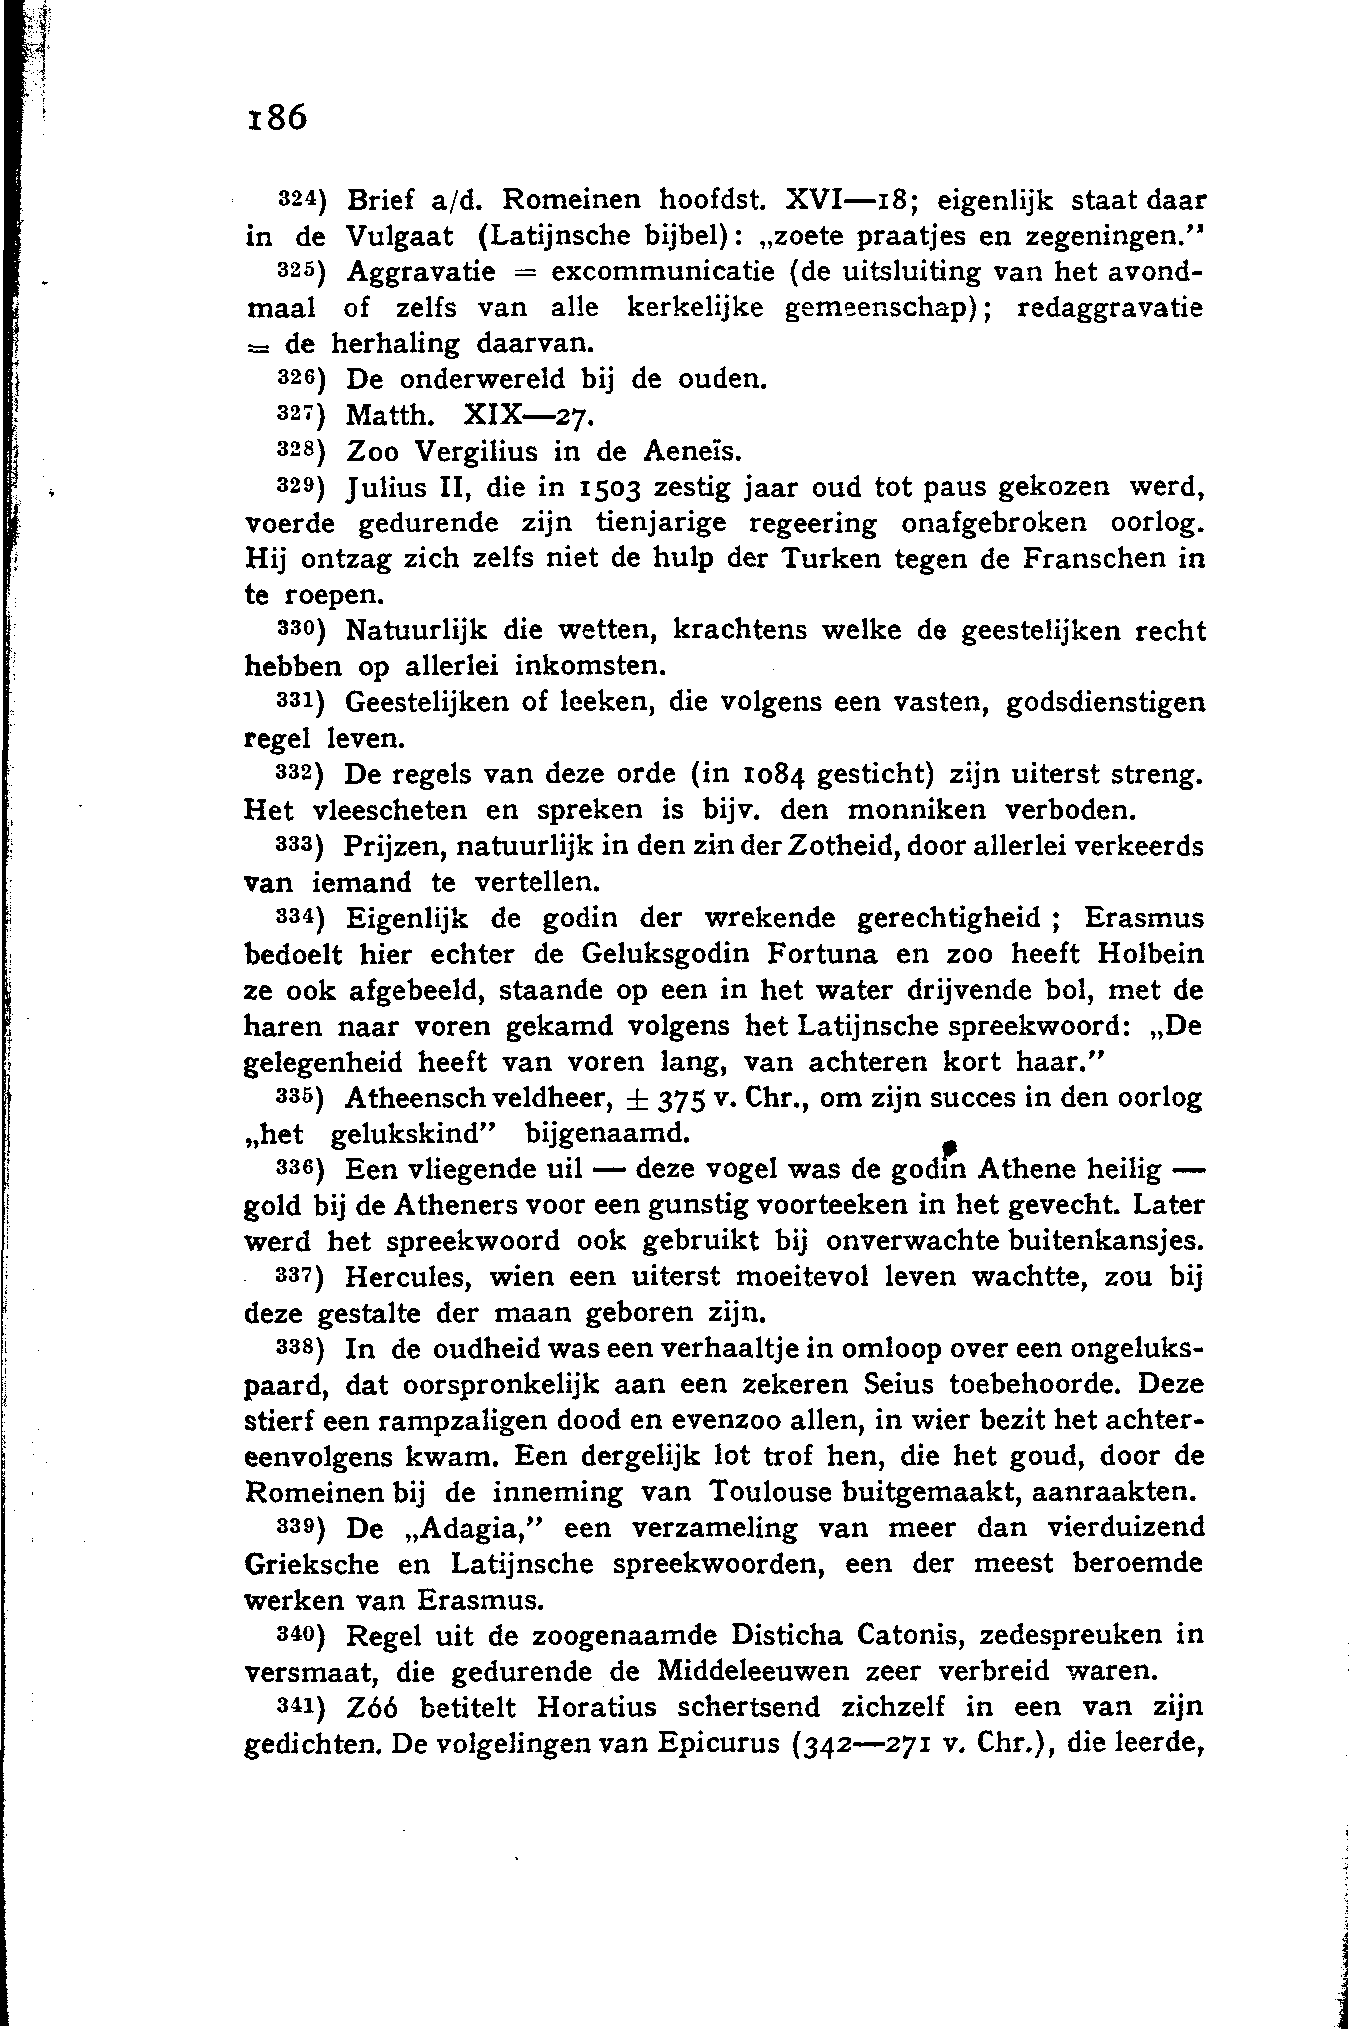 186
324) Brief a/d. Romeinen hoofdst. XVI—18; eigenlijk staat daar
in de Vulgaat (Latijnsche bijbel): „zoete praatjes en zegeningen."
325) Aggravatie = excommunicatie (de uitsluiting van het avond-
maal of zelfs van alle kerkelijke gemeenschap); redaggravatie
= de herhaling daarvan.
326) De onderwereld bij de ouden.
327) Matth. XIX—27.
328) Zoo Vergilius in de Aeneïs.
329) Julius II, die in 1503 zestig jaar oud tot paus gekozen werd,
voerde gedurende zijn tienjarige regeering onafgebroken oorlog.
Hij ontzag zich zelfs niet de hulp der Turken tegen de Franschen in
te roepen.
330) Natuurlijk die wetten, krachtens welke de geestelijken recht
hebben op allerlei inkomsten.
331) Geestelijken of leeken, die volgens een vasten, godsdienstigen
regel leven.
332) De regels van deze orde (in 1084 gesticht) zijn uiterst streng.
Het vleescheten en spreken is bijv. den monniken verboden.
333) Prijzen, natuurlijk in den zin der Zotheid, door allerlei verkeerds
van iemand te vertellen.
334) Eigenlijk de godin der wrekende gerechtigheid ; Erasmus
bedoelt hier echter de Geluksgodin Fortuna en zoo heeft Holbein
ze ook afgebeeld, staande op een in het water drijvende bol, met de
haren naar voren gekamd volgens het Latijnsche spreekwoord: „De
gelegenheid heeft van voren lang, van achteren kort haar."
335) Atheensch veldheer, ± 375 v. Chr., om zijn succes in den oorlog
„het gelukskind" bijgenaamd.
336) Een vliegende uil — deze vogel was de godin Athene heilig —
gold bij de Atheners voor een gunstig voorteeken in het gevecht. Later
werd het spreekwoord ook gebruikt bij onverwachte buitenkansjes.
337) Hercules, wien een uiterst moeitevol leven wachtte, zou bij
deze gestalte der maan geboren zijn.
338) In de oudheid was een verhaaltje in omloop over een ongeluks-
paard, dat oorspronkelijk aan een zekeren Seius toebehoorde. Deze
stierf een rampzaligen dood en evenzoo allen, in wier bezit het achter-
eenvolgens kwam. Een dergelijk lot trof hen, die het goud, door de
Romeinen bij de inneming van Toulouse buitgemaakt, aanraakten.
339) De „Adagia," een verzameling van meer dan vierduizend
Grieksche en Latijnsche spreekwoorden, een der meest beroemde
werken van Erasmus.
340) Regel uit de zoogenaamde Disticha Catonis, zedespreuken in
versmaat, die gedurende de Middeleeuwen zeer verbreid waren.
341) Zóó betitelt Horatius schertsend zichzelf in een van zijn
gedichten. De volgelingen van Epicurus (342—271 v. Chr.), die leerde,